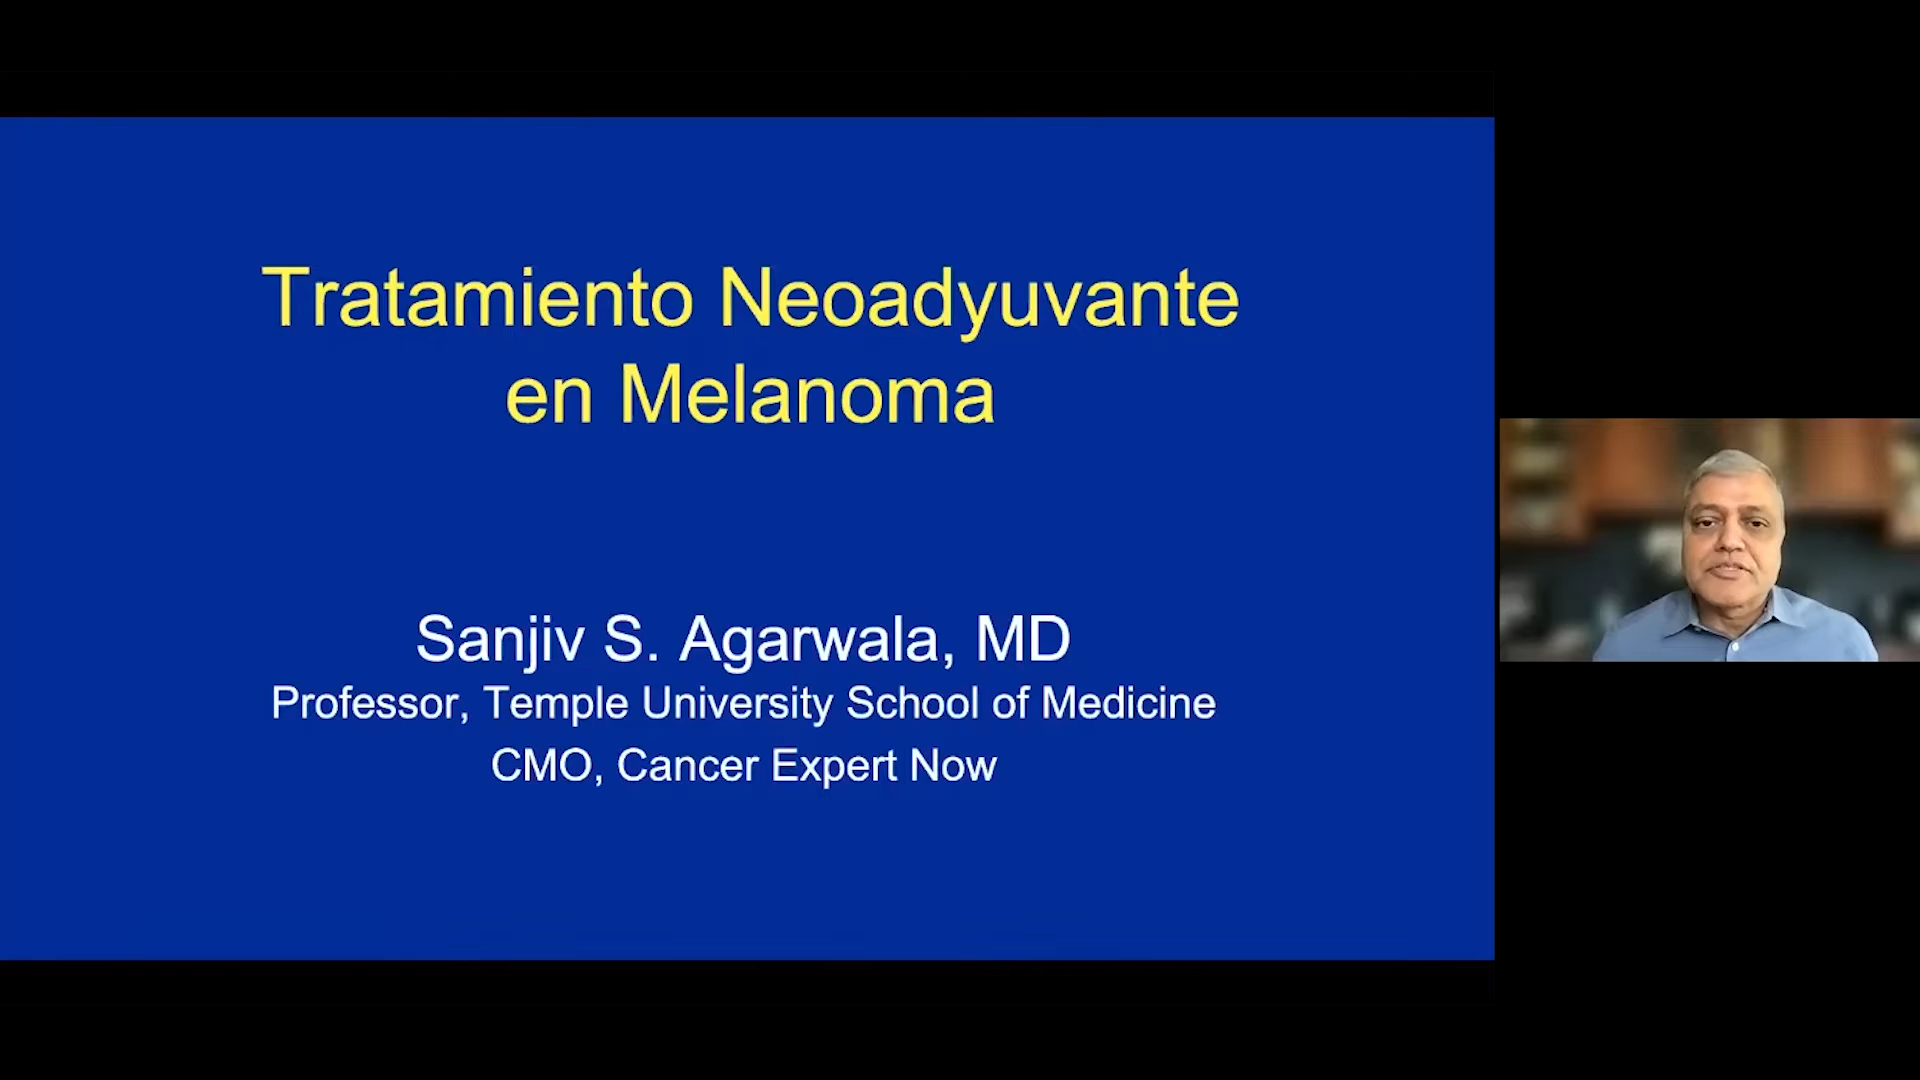 Tratamiento Neoadyuvante
en Melanoma
Sanjiv S. Agarwala, MD
Professor, Temple University School of Medicine
CMO, Cancer Expert Now